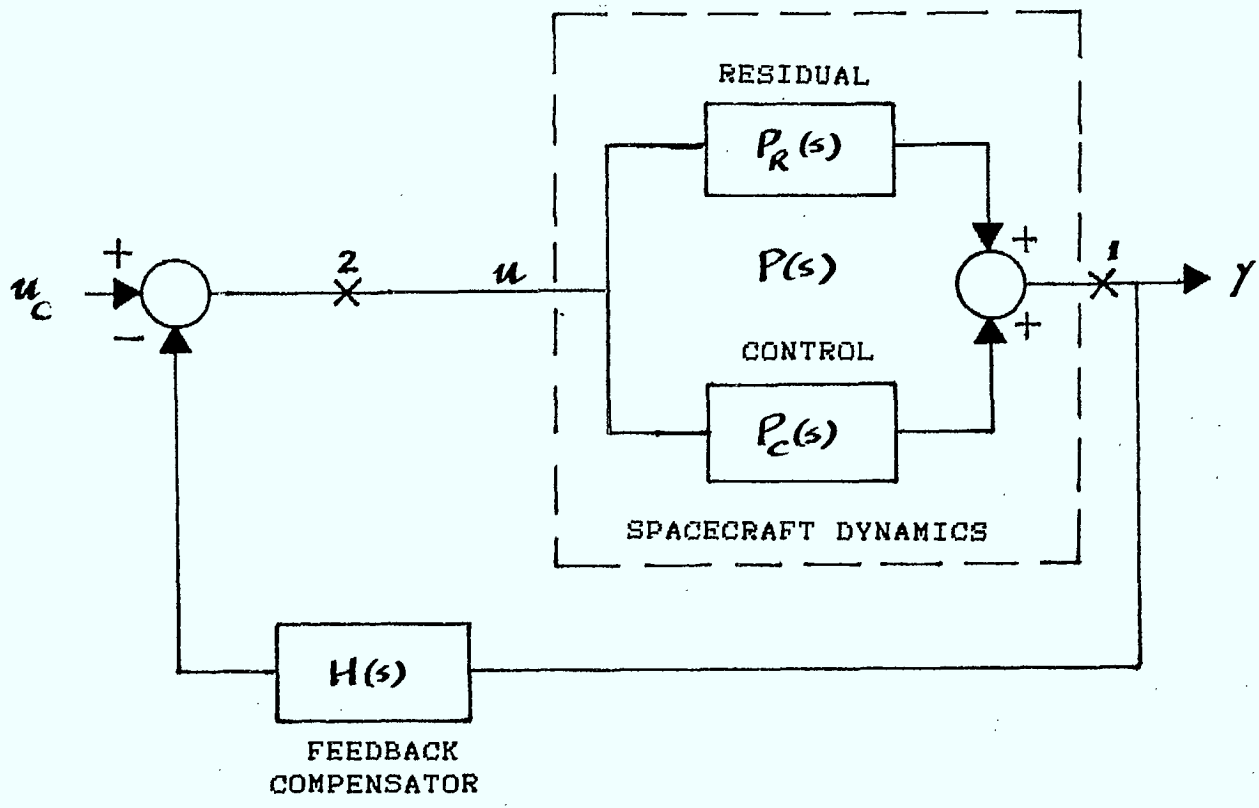 RESIDUAL
P_R(s)
+
2
u
P(s)
+
1
u_c
y
−
+
CONTROL
P_C(s)
SPACECRAFT DYNAMICS
H(s)
FEEDBACK
COMPENSATOR